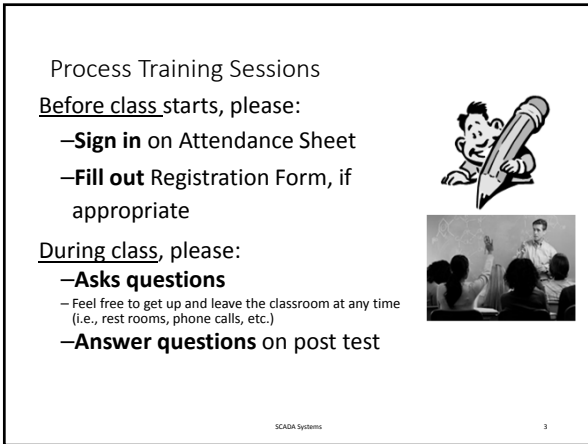 Process Training Sessions
Before class starts, please:
–Sign in on Attendance Sheet
–Fill out Registration Form, if
appropriate
During class, please:
–Asks questions
– Feel free to get up and leave the classroom at any time
(i.e., rest rooms, phone calls, etc.)
–Answer questions on post test
SCADA Systems
3